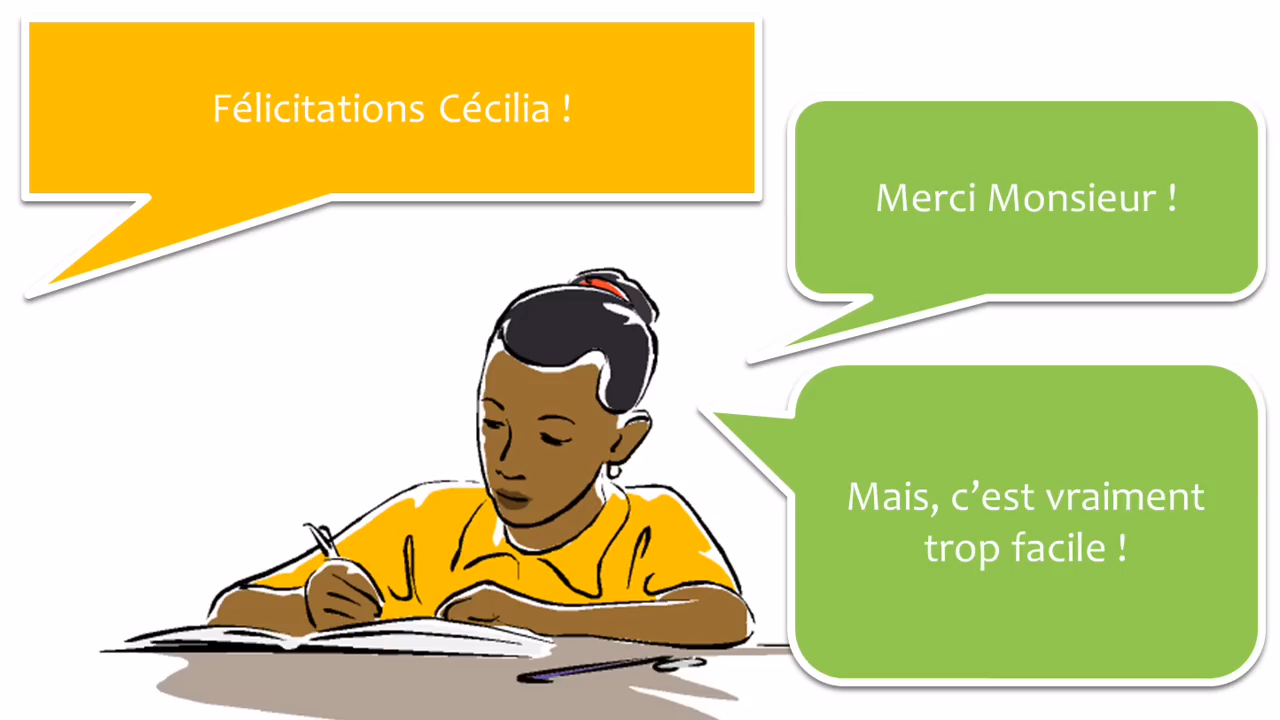 Félicitations Cécilia !
Merci Monsieur !
Mais, c’est vraiment
trop facile !